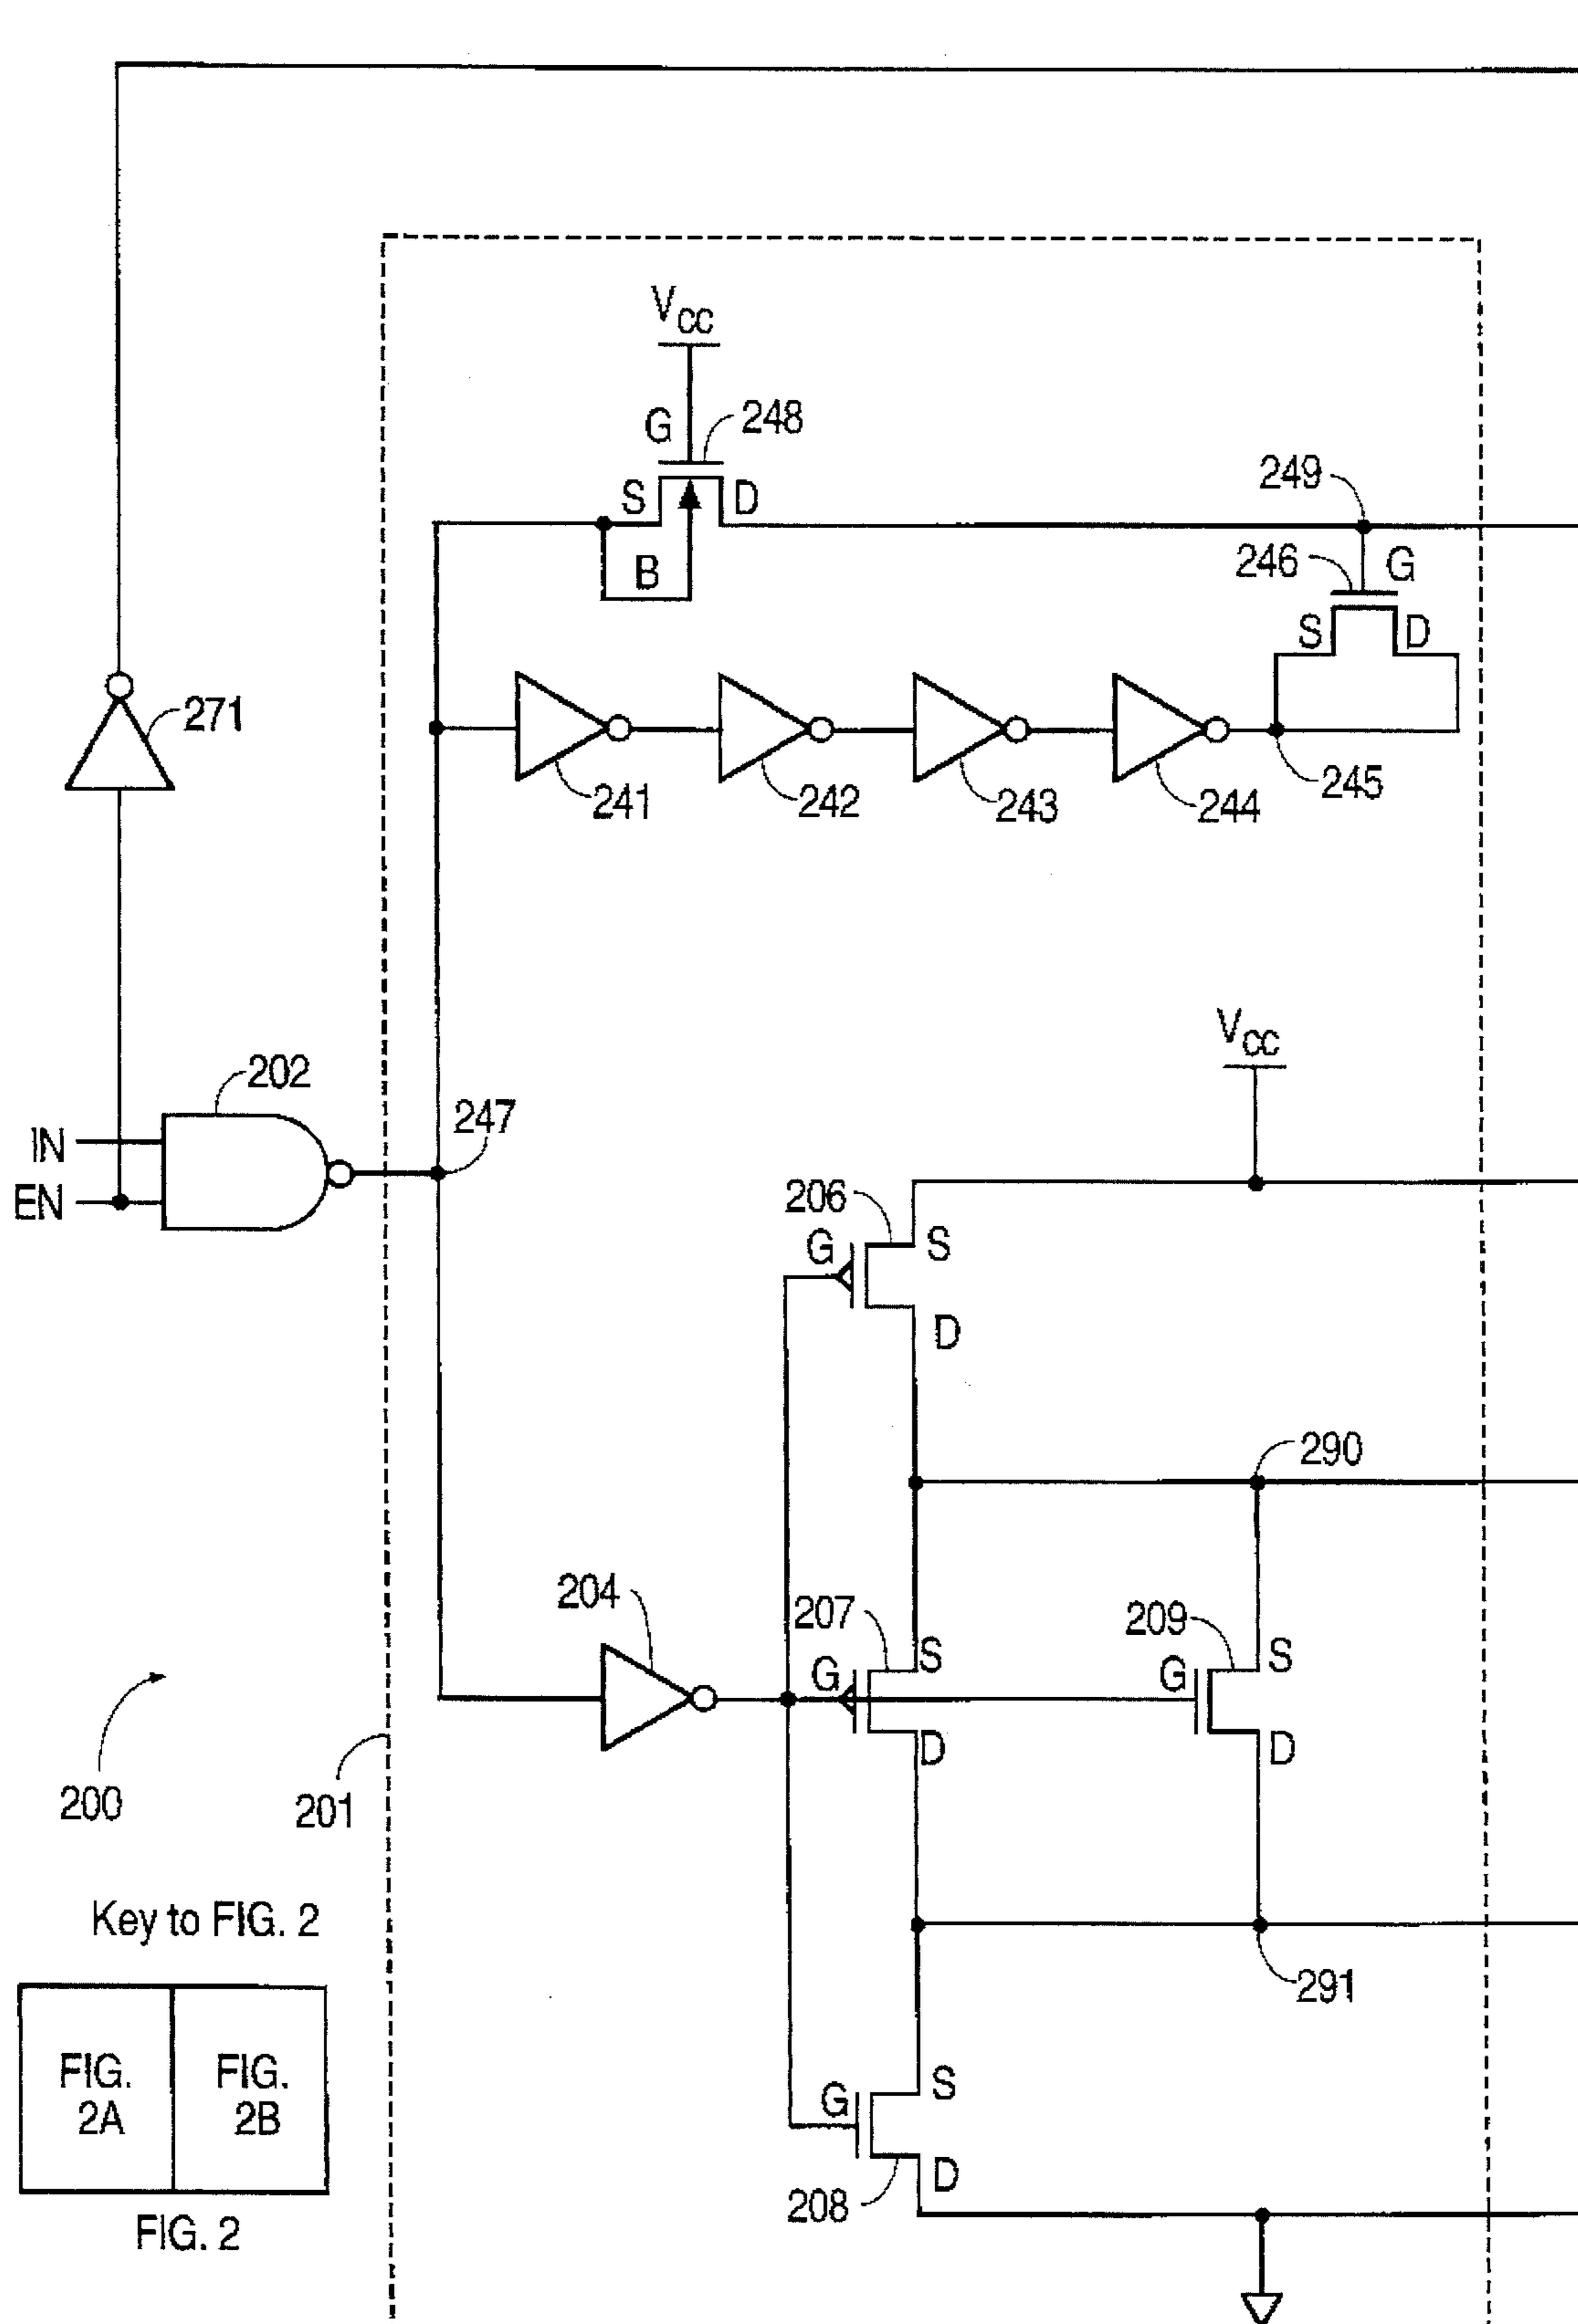 VCC
G
248
S
D
B
249
246
G
S
D
271
241
242
243
244
245
VCC
202
247
IN
EN
206
G
S
D
290
204
207
209
G
S
G
S
D
D
200
201
Key to FIG. 2
291
FIG. 2A
FIG. 2B
G
S
D
208
FIG. 2